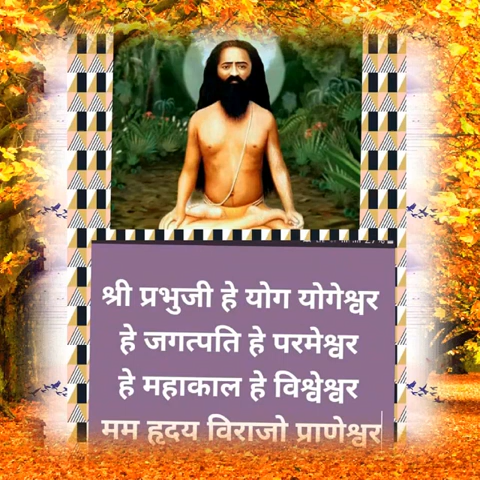 श्री प्रभुजी हे योग योगेश्वर
हे जगत्पति हे परमेश्वर
हे महाकाल हे विश्वेश्वर
मम हृदय विराजो प्राणेश्वर